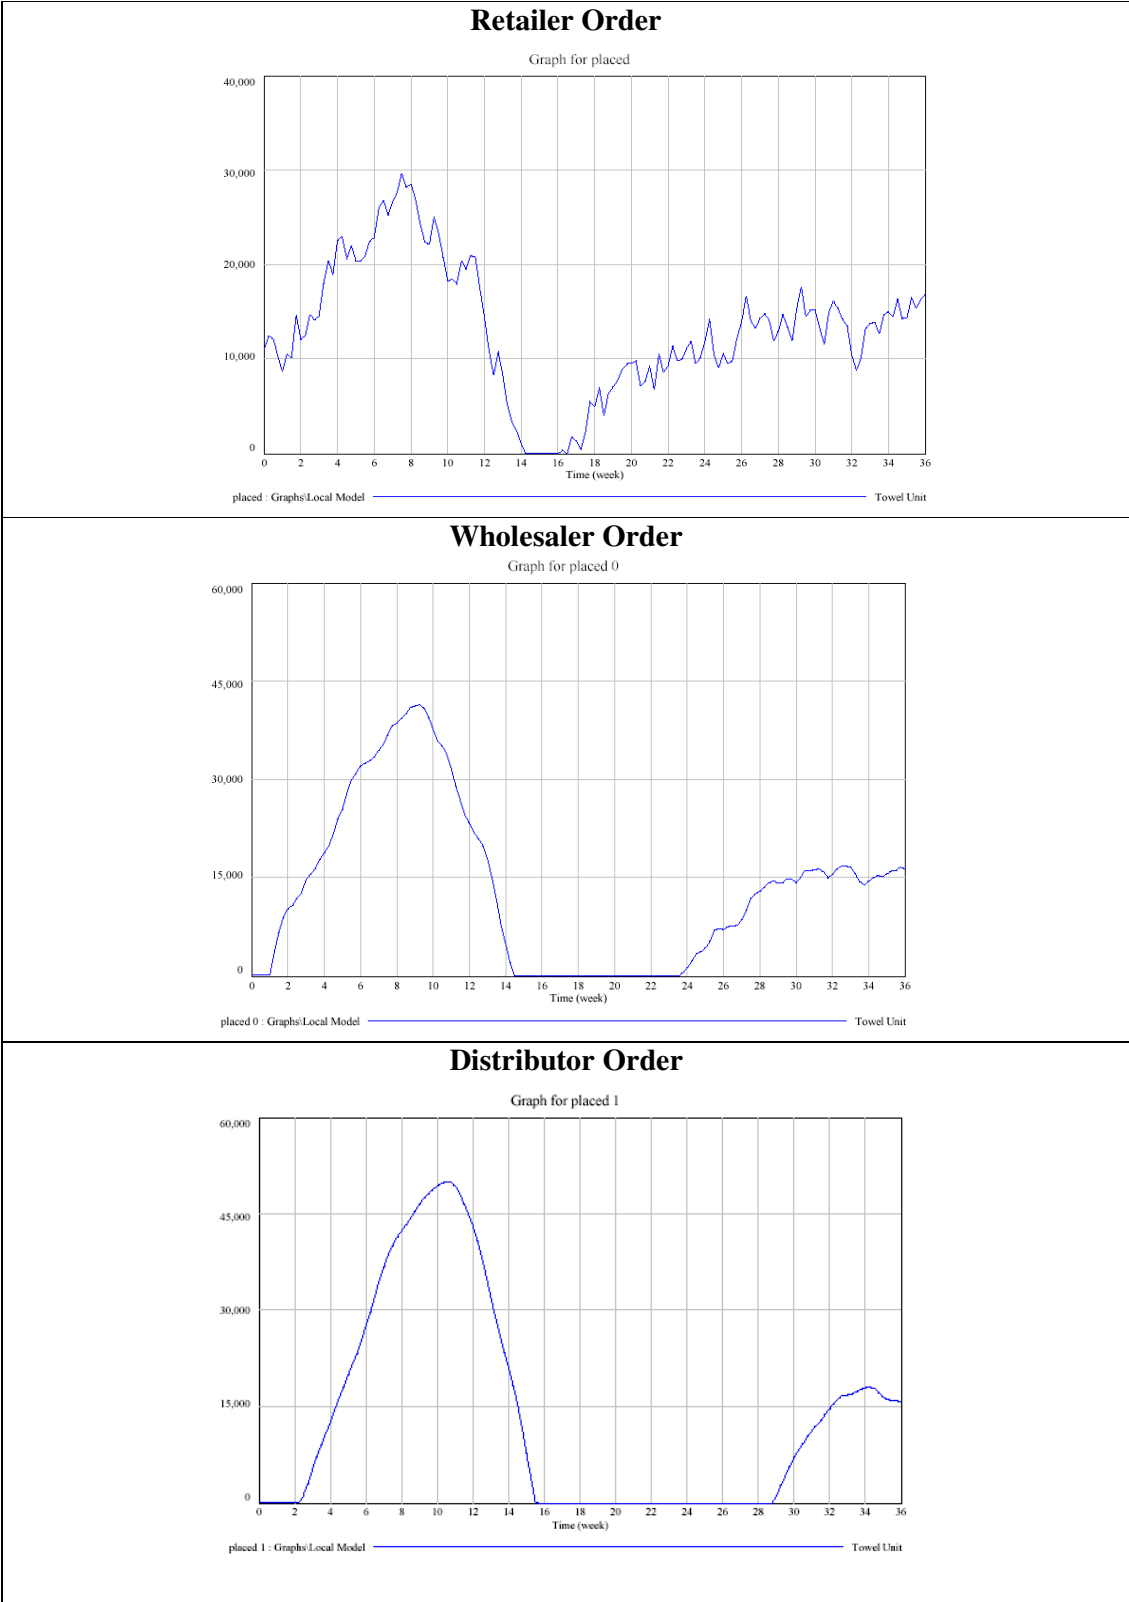 Retailer Order
Graph for placed
40,000
30,000
20,000
10,000
0
0 2 4 6 8 10 12 14 16 18 20 22 24 26 28 30 32 34 36
Time (week)
placed : Graphs\Local Model Towel Unit
Wholesaler Order
Graph for placed 0
60,000
45,000
30,000
15,000
0
0 2 4 6 8 10 12 14 16 18 20 22 24 26 28 30 32 34 36
Time (week)
placed 0 : Graphs\Local Model Towel Unit
Distributor Order
Graph for placed 1
60,000
45,000
30,000
15,000
0
0 2 4 6 8 10 12 14 16 18 20 22 24 26 28 30 32 34 36
Time (week)
placed 1 : Graphs\Local Model Towel Unit